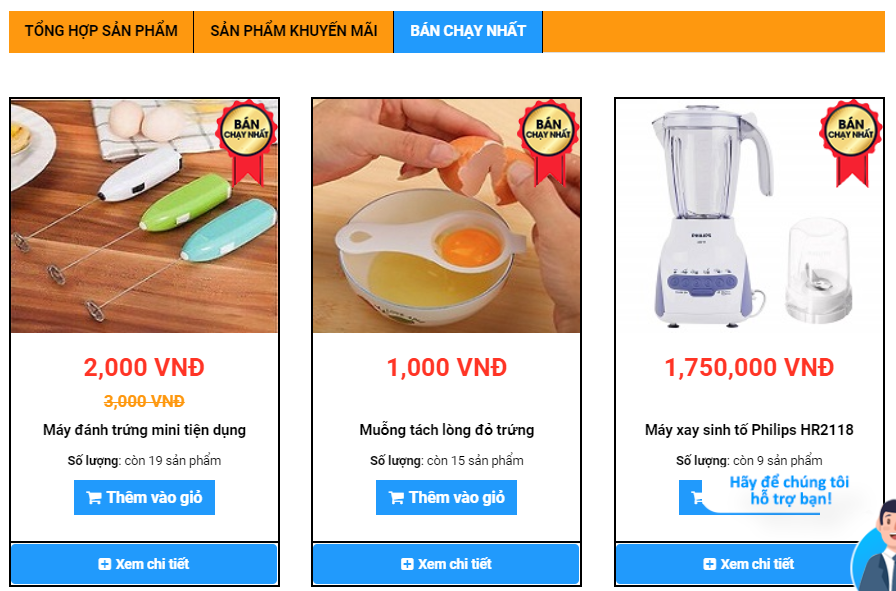 TỔNG HỢP SẢN PHẨM
SẢN PHẨM KHUYẾN MÃI
BÁN CHẠY NHẤT
BÁN
CHẠY NHẤT
BÁN
CHẠY NHẤT
BÁN
CHẠY NHẤT
PHILIPS
2,000 VNĐ
3,000 VNĐ
Máy đánh trứng mini tiện dụng
Số lượng: còn 19 sản phẩm
Thêm vào giỏ
Xem chi tiết
1,000 VNĐ
Muỗng tách lòng đỏ trứng
Số lượng: còn 15 sản phẩm
Thêm vào giỏ
Xem chi tiết
1,750,000 VNĐ
Máy xay sinh tố Philips HR2118
Số lượng: còn 9 sản phẩm
Hãy để chúng tôi
hỗ trợ bạn!
Xem chi tiết